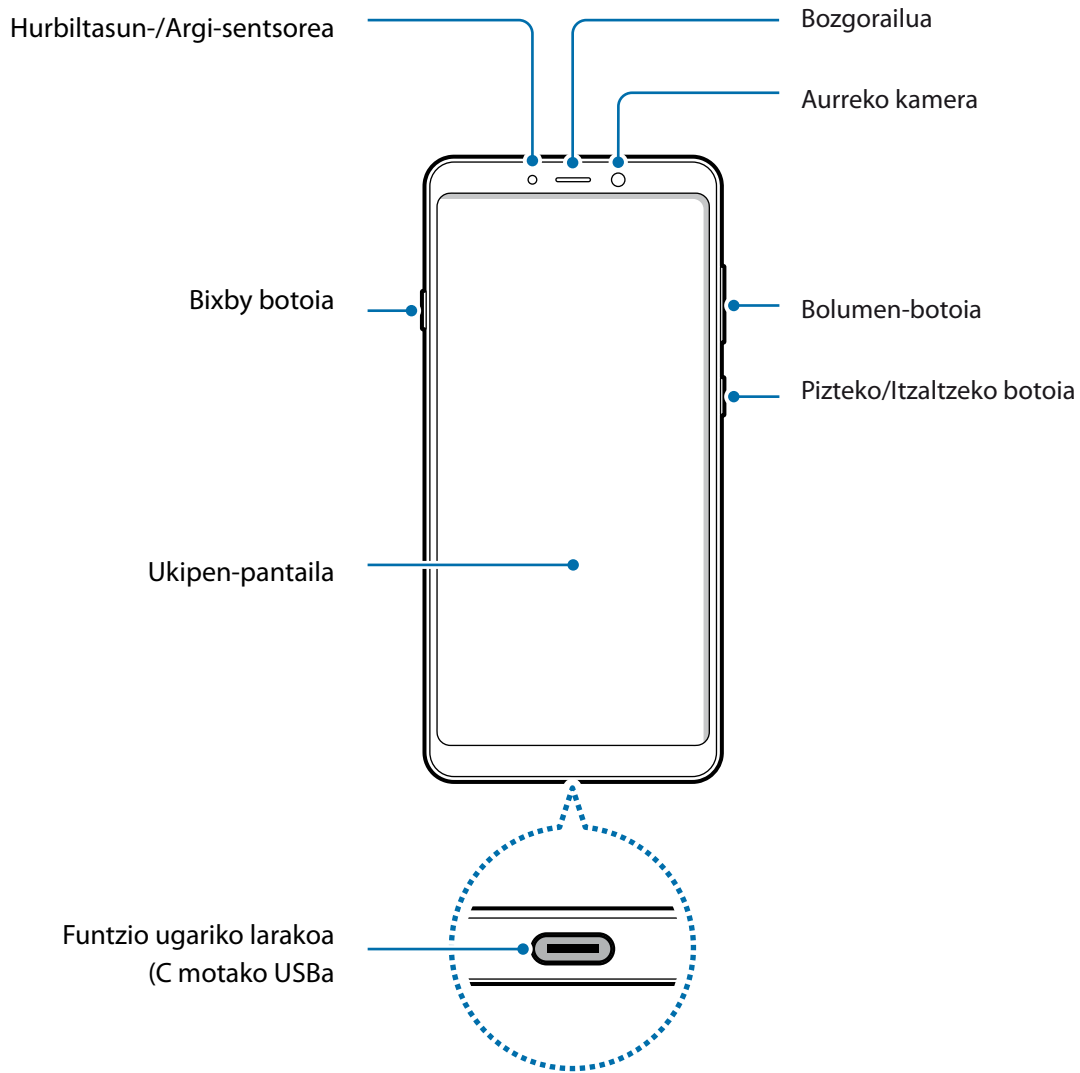 Hurbiltasun-/Argi-sentsorea
Bozgorailua
Aurreko kamera
Bixby botoia
Bolumen-botoia
Pizteko/Itzaltzeko botoia
Ukipen-pantaila
Funtzio ugariko larakoa
(C motako USBa